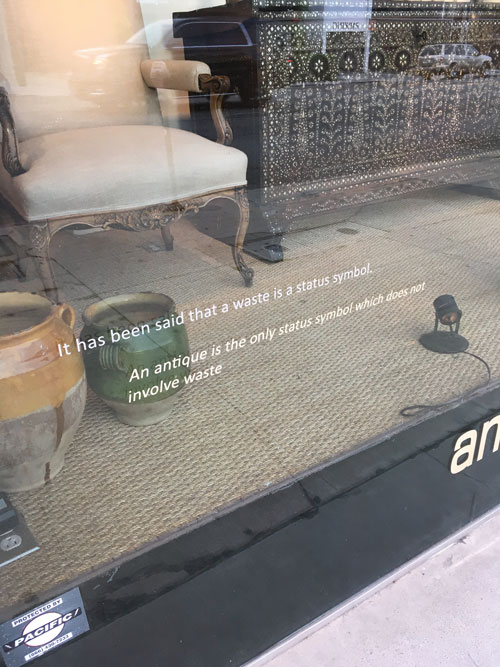 It has been said that a waste is a status symbol.
An antique is the only status symbol which does not
involve waste
an
PROTECTED BY
PACIFIC